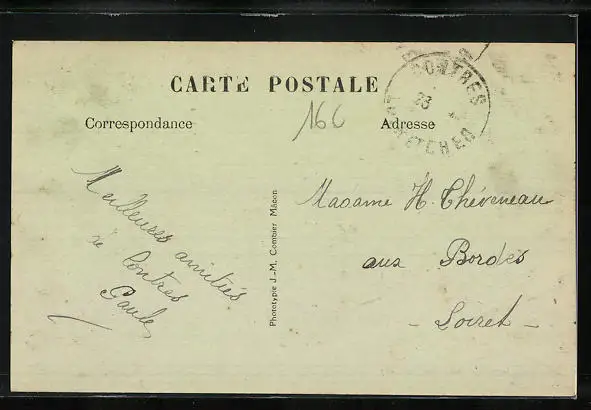 CARTE POSTALE
166
Correspondance
Adresse
CONTRES
23
LOIR-ET-CHER
Meilleures amitiés
de Contres
Paule
Phototypie J.-M. Combier Mâcon
Madame H. Théveneau
aux Bordes
- Loiret -